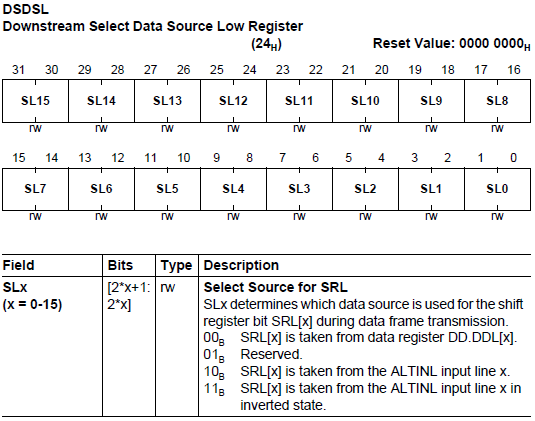 DSDSL
Downstream Select Data Source Low Register
(24H) Reset Value: 0000 0000H
31 30 29 28 27 26 25 24 23 22 21 20 19 18 17 16
SL15 SL14 SL13 SL12 SL11 SL10 SL9 SL8
rw rw rw rw rw rw rw rw
15 14 13 12 11 10 9 8 7 6 5 4 3 2 1 0
SL7 SL6 SL5 SL4 SL3 SL2 SL1 SL0
rw rw rw rw rw rw rw rw
Field Bits Type Description
SLx [2*x+1: rw Select Source for SRL
(x = 0-15) 2*x] SLx determines which data source is used for the shift
register bit SRL[x] during data frame transmission.
00B SRL[x] is taken from data register DD.DDL[x].
01B Reserved.
10B SRL[x] is taken from the ALTINL input line x.
11B SRL[x] is taken from the ALTINL input line x in
inverted state.